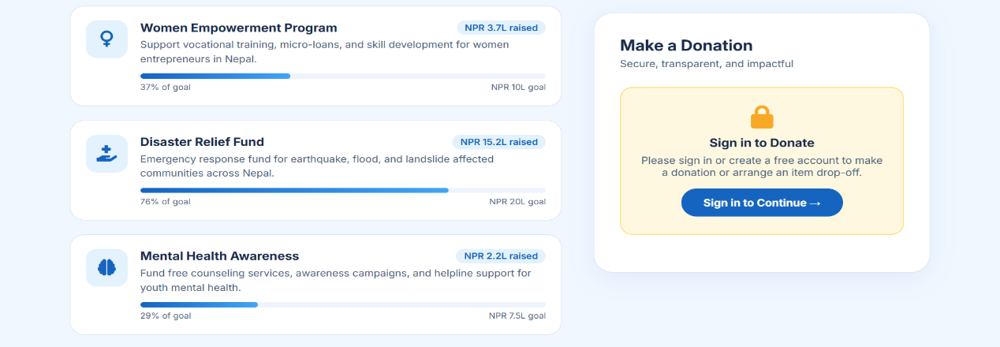 Women Empowerment Program
NPR 3.7L raised
Support vocational training, micro-loans, and skill development for women
entrepreneurs in Nepal.
37% of goal
NPR 10L goal
Disaster Relief Fund
NPR 15.2L raised
Emergency response fund for earthquake, flood, and landslide affected
communities across Nepal.
76% of goal
NPR 20L goal
Mental Health Awareness
NPR 2.2L raised
Fund free counseling services, awareness campaigns, and helpline support for
youth mental health.
29% of goal
NPR 7.5L goal
Make a Donation
Secure, transparent, and impactful
Sign in to Donate
Please sign in or create a free account to make
a donation or arrange an item drop-off.
Sign in to Continue →